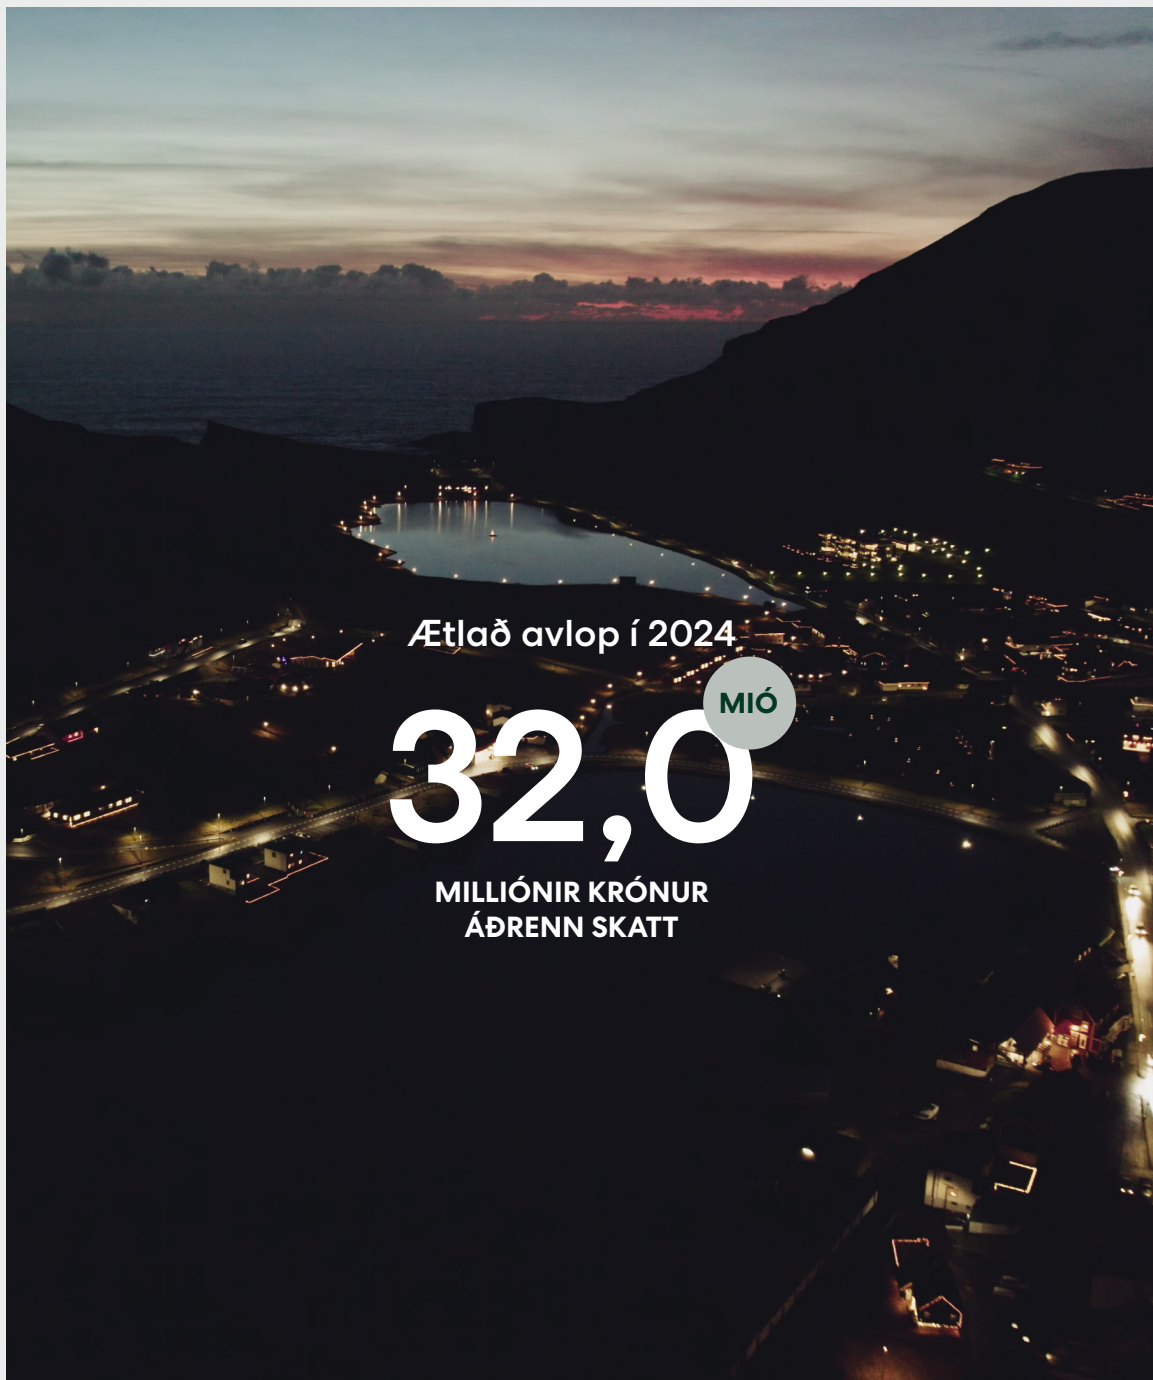 Ætlað avlop í 2024
MIÓ
32,0
MILLIÓNIR KRÓNUR
ÁÐRENN SKATT